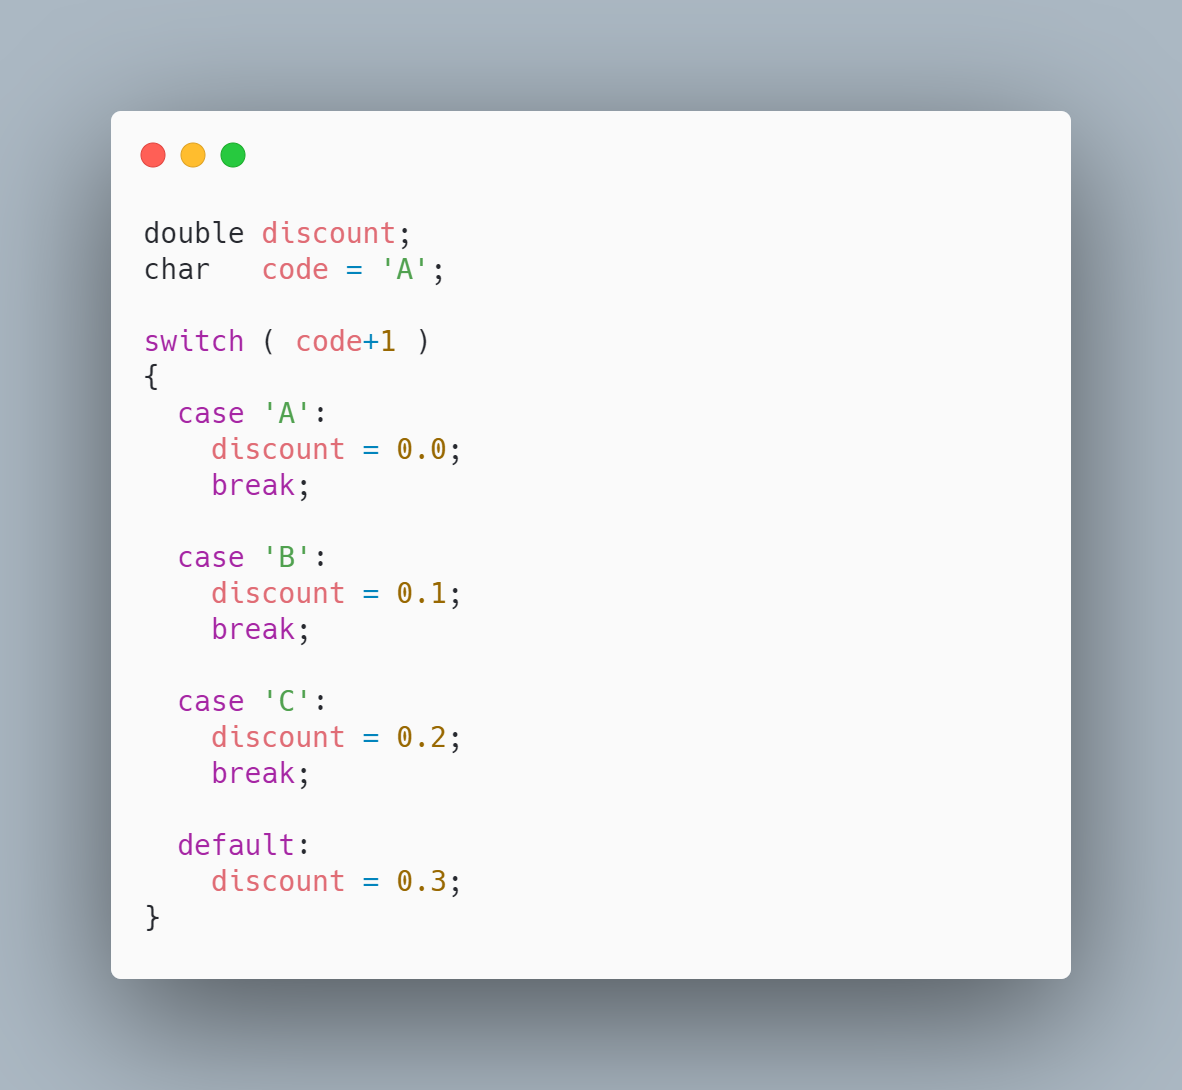 double discount;
char   code = 'A';

switch ( code+1 )
{
  case 'A':
    discount = 0.0;
    break;

  case 'B':
    discount = 0.1;
    break;

  case 'C':
    discount = 0.2;
    break;

  default:
    discount = 0.3;
}